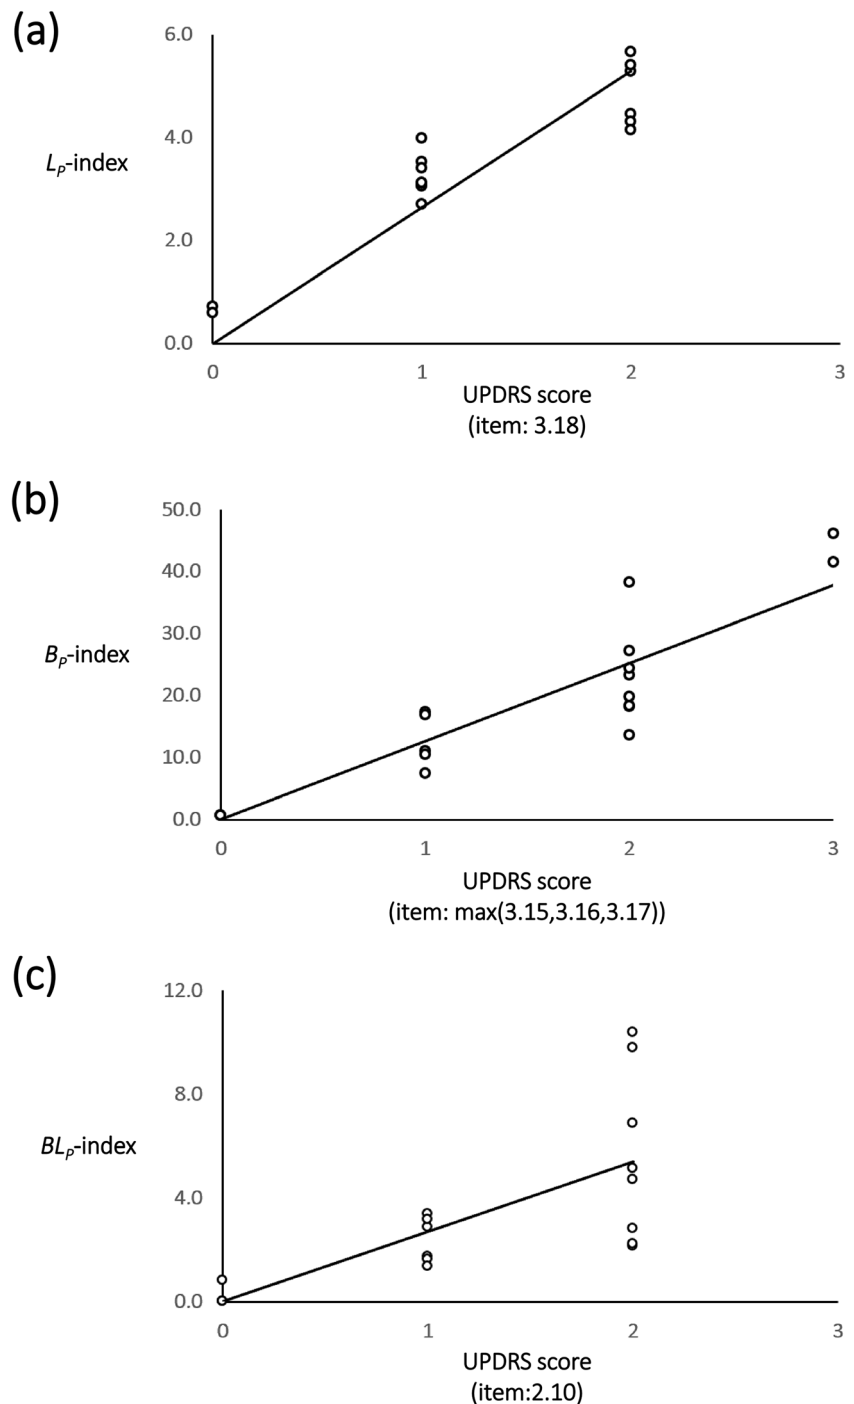 (a)
6.0
4.0
L_P-index
2.0
0.0
0 1 2 3
UPDRS score
(item: 3.18)
(b)
50.0
40.0
30.0
B_P-index
20.0
10.0
0.0
0 1 2 3
UPDRS score
(item: max(3.15,3.16,3.17))
(c)
12.0
8.0
BL_P-index
4.0
0.0
0 1 2 3
UPDRS score
(item:2.10)